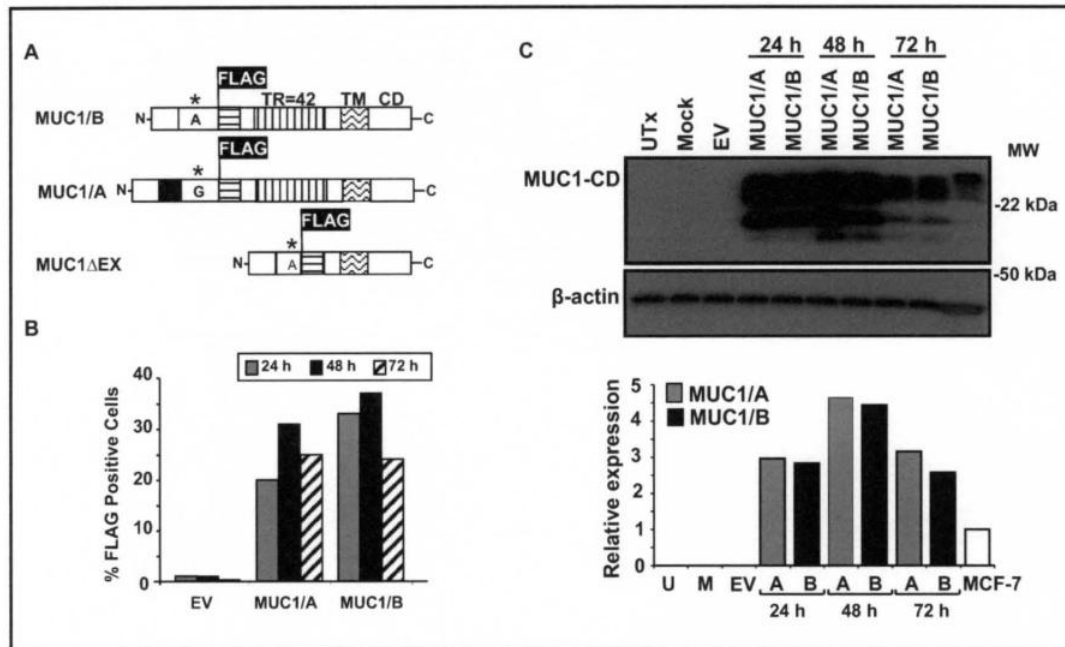 A
FLAG
* TR=42 TM CD
MUC1/B N- A -C
FLAG
*
MUC1/A N- G -C
FLAG
*
MUC1ΔEX N- A -C
B
24 h 48 h 72 h
% FLAG Positive Cells
40
30
20
10
0
EV MUC1/A MUC1/B
C
24 h 48 h 72 h
UTx Mock EV MUC1/A MUC1/B MUC1/A MUC1/B MUC1/A MUC1/B
MW
MUC1-CD
-22 kDa
-50 kDa
β-actin
MUC1/A
MUC1/B
Relative expression
5
4
3
2
1
0
U M EV A B A B A B MCF-7
24 h 48 h 72 h